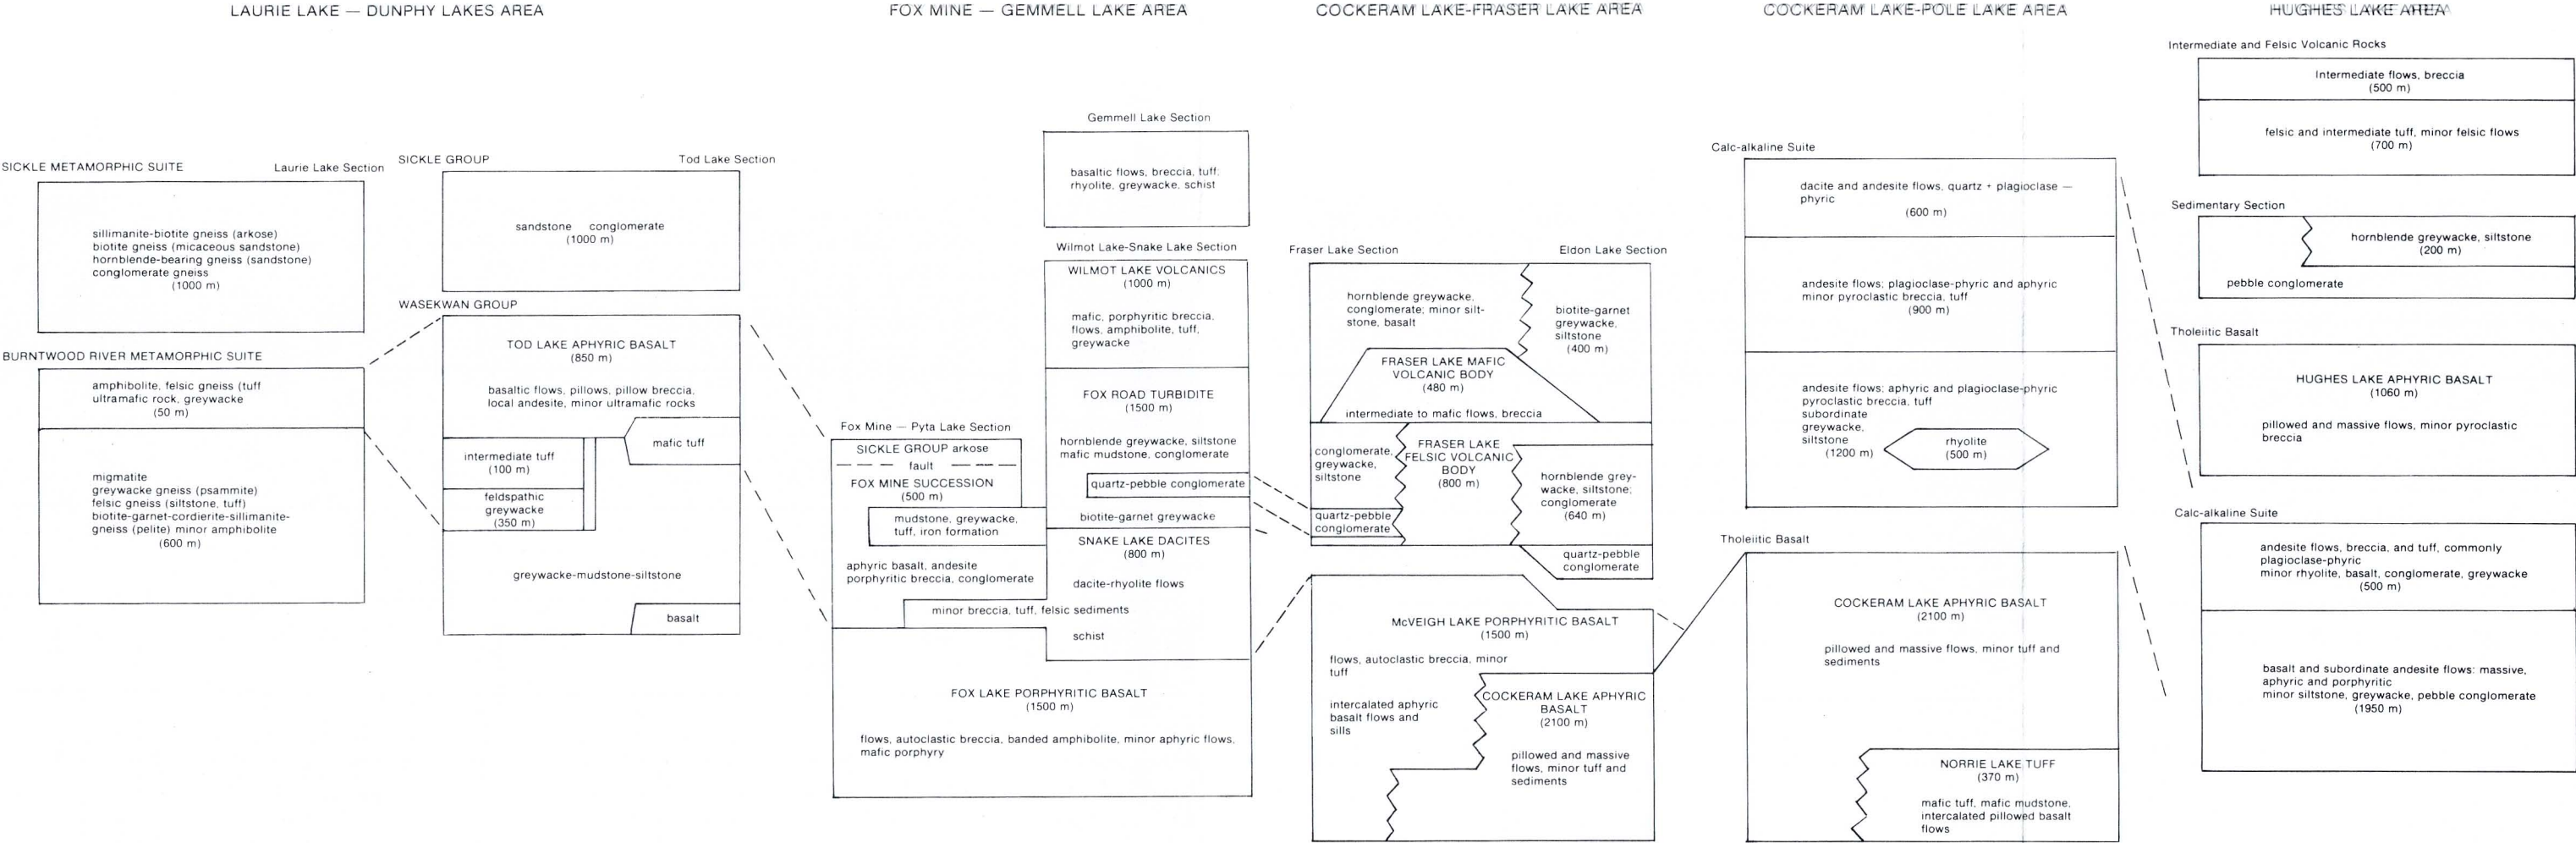 LAURIE LAKE — DUNPHY LAKES AREA
SICKLE METAMORPHIC SUITE
Laurie Lake Section
sillimanite-biotite gneiss (arkose)
biotite gneiss (micaceous sandstone)
hornblende-bearing gneiss (sandstone)
conglomerate gneiss
(1000 m)
BURNTWOOD RIVER METAMORPHIC SUITE
amphibolite, felsic gneiss (tuff
ultramafic rock, greywacke
(50 m)
migmatite
greywacke gneiss (psammite)
felsic gneiss (siltstone, tuff)
biotite-garnet-cordierite-sillimanite-
gneiss (pelite) minor amphibolite
(600 m)
SICKLE GROUP
Tod Lake Section
sandstone conglomerate
(1000 m)
WASEKWAN GROUP
TOD LAKE APHYRIC BASALT
(850 m)
basaltic flows, pillows, pillow breccia,
local andesite, minor ultramafic rocks
mafic tuff
intermediate tuff
(100 m)
feldspathic
greywacke
(350 m)
greywacke-mudstone-siltstone
basalt
FOX MINE — GEMMELL LAKE AREA
Gemmell Lake Section
basaltic flows, breccia, tuff;
rhyolite, greywacke, schist
Wilmot Lake-Snake Lake Section
WILMOT LAKE VOLCANICS
(1000 m)
mafic, porphyritic breccia,
flows, amphibolite, tuff,
greywacke
FOX ROAD TURBIDITE
(1500 m)
hornblende greywacke, siltstone
mafic mudstone, conglomerate
quartz-pebble conglomerate
biotite-garnet greywacke
SNAKE LAKE DACITES
(800 m)
dacite-rhyolite flows
schist
Fox Mine — Pyta Lake Section
SICKLE GROUP arkose
fault
FOX MINE SUCCESSION
(500 m)
mudstone, greywacke,
tuff, iron formation
aphyric basalt, andesite
porphyritic breccia, conglomerate
minor breccia, tuff, felsic sediments
FOX LAKE PORPHYRITIC BASALT
(1500 m)
flows, autoclastic breccia, banded amphibolite, minor aphyric flows,
mafic porphyry
COCKERAM LAKE-FRASER LAKE AREA
Fraser Lake Section
Eldon Lake Section
hornblende greywacke,
conglomerate; minor silt-
stone, basalt
biotite-garnet
greywacke,
siltstone
(400 m)
FRASER LAKE MAFIC
VOLCANIC BODY
(480 m)
intermediate to mafic flows, breccia
conglomerate,
greywacke,
siltstone
FRASER LAKE
FELSIC VOLCANIC
BODY
(800 m)
hornblende grey-
wacke, siltstone;
conglomerate
(640 m)
quartz-pebble
conglomerate
quartz-pebble
conglomerate
McVEIGH LAKE PORPHYRITIC BASALT
(1500 m)
flows, autoclastic breccia, minor
tuff
intercalated aphyric
basalt flows and
sills
COCKERAM LAKE APHYRIC
BASALT
(2100 m)
pillowed and massive
flows, minor tuff and
sediments
COCKERAM LAKE-POLE LAKE AREA
Calc-alkaline Suite
dacite and andesite flows, quartz + plagioclase —
phyric
(600 m)
andesite flows; plagioclase-phyric and aphyric
minor pyroclastic breccia, tuff
(900 m)
andesite flows; aphyric and plagioclase-phyric
pyroclastic breccia, tuff
subordinate
greywacke,
siltstone
(1200 m)
rhyolite
(500 m)
Tholeiitic Basalt
COCKERAM LAKE APHYRIC BASALT
(2100 m)
pillowed and massive flows, minor tuff and
sediments
NORRIE LAKE TUFF
(370 m)
mafic tuff, mafic mudstone,
intercalated pillowed basalt
flows
HUGHES LAKE AREA
Intermediate and Felsic Volcanic Rocks
Intermediate flows, breccia
(500 m)
felsic and intermediate tuff, minor felsic flows
(700 m)
Sedimentary Section
hornblende greywacke, siltstone
(200 m)
pebble conglomerate
Tholeiitic Basalt
HUGHES LAKE APHYRIC BASALT
(1060 m)
pillowed and massive flows, minor pyroclastic
breccia
Calc-alkaline Suite
andesite flows, breccia, and tuff, commonly
plagioclase-phyric
minor rhyolite, basalt, conglomerate, greywacke
(500 m)
basalt and subordinate andesite flows: massive,
aphyric and porphyritic
minor siltstone, greywacke, pebble conglomerate
(1950 m)